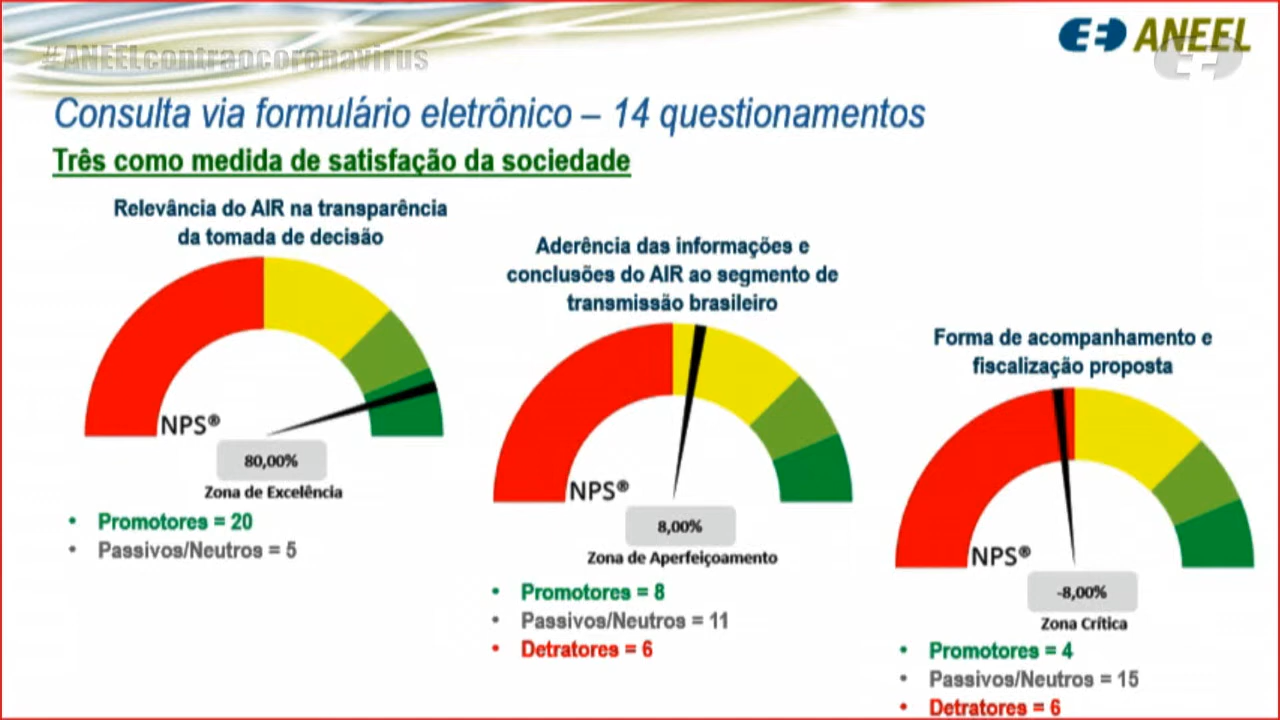 #ANEELcontraocoronavirus
ANEEL
Consulta via formulário eletrônico – 14 questionamentos
Três como medida de satisfação da sociedade
Relevância do AIR na transparência
da tomada de decisão
NPS®
80,00%
Zona de Excelência
• Promotores = 20
• Passivos/Neutros = 5
Aderência das informações e
conclusões do AIR ao segmento de
transmissão brasileiro
NPS®
8,00%
Zona de Aperfeiçoamento
• Promotores = 8
• Passivos/Neutros = 11
• Detratores = 6
Forma de acompanhamento e
fiscalização proposta
NPS®
-8,00%
Zona Crítica
• Promotores = 4
• Passivos/Neutros = 15
• Detratores = 6